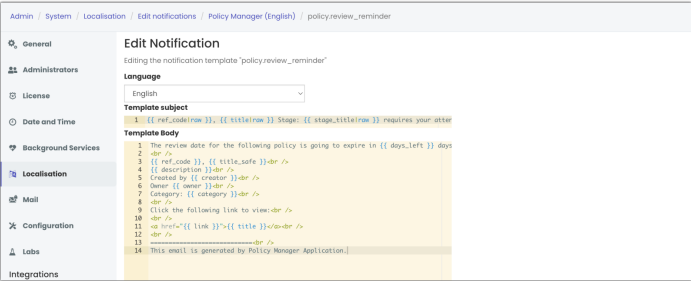 Admin / System / Localisation / Edit notifications / Policy Manager (English) / policy.review_reminder
General
Administrators
License
Date and Time
Background Services
Localisation
Mail
Configuration
Labs
Integrations
Edit Notification
Editing the notification template "policy.review_reminder"
Language
English
Template subject
1 {{ ref_code|raw }}, {{ title|raw }} Stage: {{ stage_title|raw }} requires your atter
Template Body
1 The review date for the following policy is going to expire in {{ days_left }} days
2 <br />
3 {{ ref_code }}, {{ title_safe }}<br />
4 {{ description }}<br />
5 Created by {{ creator }}<br />
6 Owner {{ owner }}<br />
7 Category: {{ category }}<br />
8 <br />
9 Click the following link to view:<br />
10 <br />
11 <a href="{{ link }}">{{ title }}</a><br />
12 <br />
13 ============================<br />
14 This email is generated by Policy Manager Application.